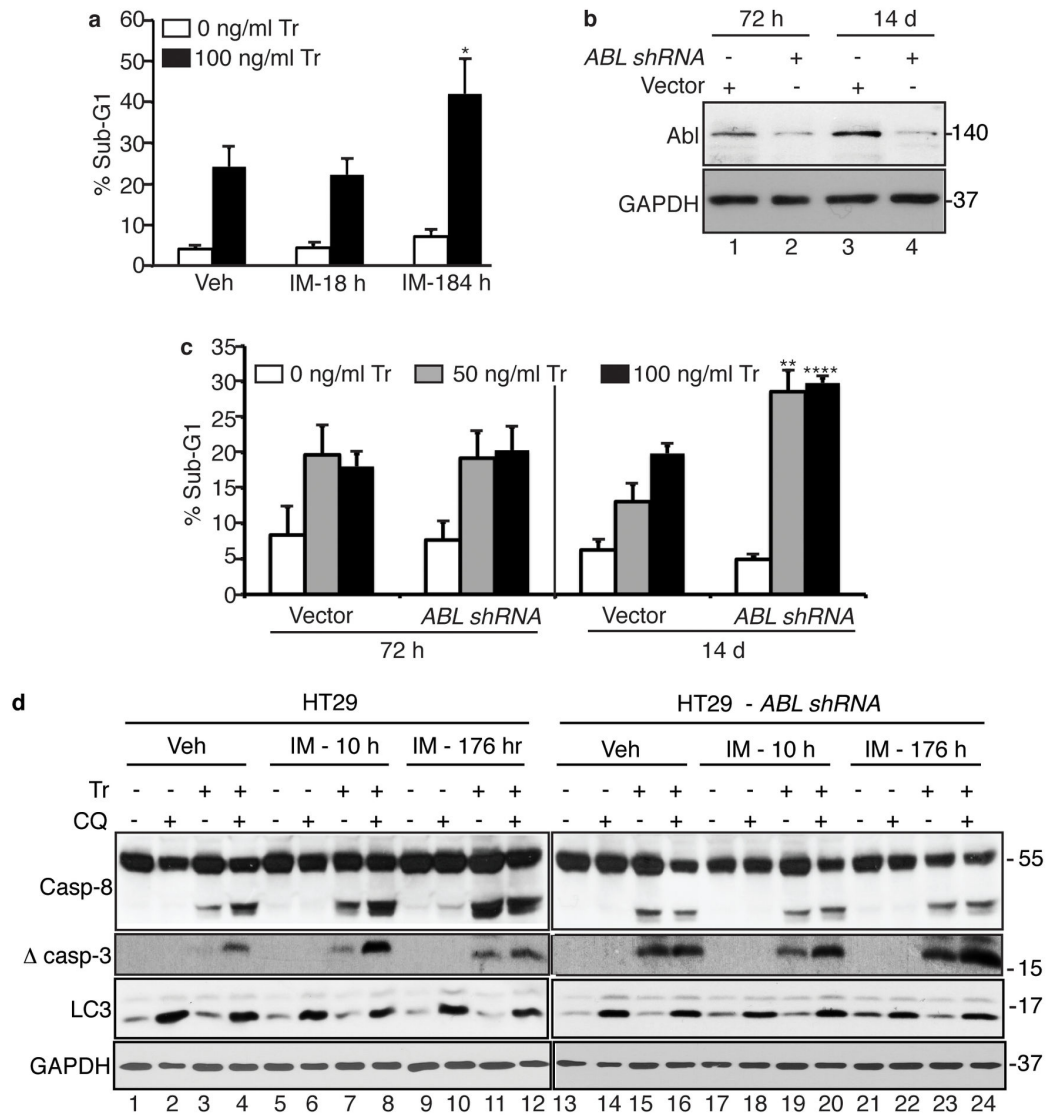 a
60
50
40
30
20
10
0
% Sub-G1
0 ng/ml Tr
100 ng/ml Tr
*
Veh IM-18 h IM-184 h
b
72 h 14 d
ABL shRNA - + - +
Vector + - + -
Abl -140
GAPDH -37
1 2 3 4
c
35
30
25
20
15
10
5
0
% Sub-G1
0 ng/ml Tr 50 ng/ml Tr 100 ng/ml Tr
** ****
Vector ABL shRNA Vector ABL shRNA
72 h 14 d
d
HT29 HT29 - ABL shRNA
Veh IM - 10 h IM - 176 hr Veh IM - 10 h IM - 176 h
Tr - - + + - - + + - - + + - - + + - - + + - - + +
CQ - + - + - + - + - + - + - + - + - + - + - + - +
Casp-8 - 55
Δ casp-3 - 15
LC3 -17
GAPDH -37
1 2 3 4 5 6 7 8 9 10 11 12 13 14 15 16 17 18 19 20 21 22 23 24